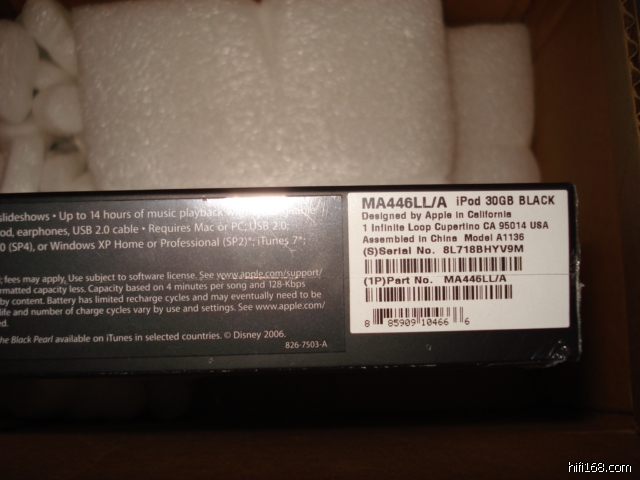 slideshows • Up to 14 hours of music playback with
od, earphones, USB 2.0 cable • Requires Mac or PC; USB 2.0;
0 (SP4), or Windows XP Home or Professional (SP2)*; iTunes 7*;
; fees may apply. Use subject to software license. See www.apple.com/support/
formatted capacity less. Capacity based on 4 minutes per song and 128-Kbps
by content. Battery has limited recharge cycles and may eventually need to be
life and number of charge cycles vary by use and settings. See www.apple.com/
ed.
the Black Pearl available on iTunes in selected countries. © Disney 2006.
826-7503-A
MA446LL/A iPod 30GB BLACK
Designed by Apple in California
1 Infinite Loop Cupertino CA 95014 USA
Assembled in China Model A1136
(S)Serial No. 8L718BHYV9M
(1P)Part No. MA446LL/A
8 85909 10466 6
hifi168.com